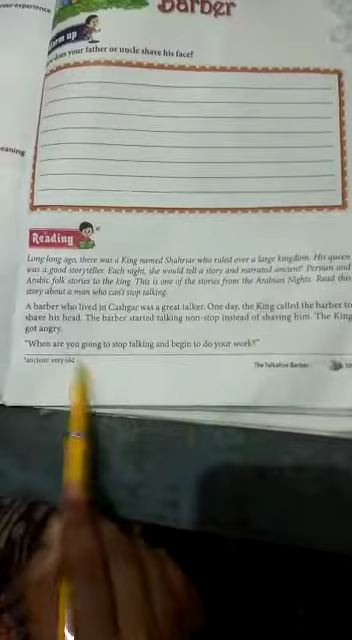 your experience
Barber
arm up
does your father or uncle shave his face?
eaning
Reading
Long long ago, there was a King named Shahriar who ruled over a large kingdom. His queen
was a good storyteller. Each night, she would tell a story and narrated ancient¹ Persian and
Arabic folk stories to the king. This is one of the stories from the Arabian Nights. Read this
story about a man who can't stop talking.
A barber who lived in Cashgar was a great talker. One day, the King called the barber to
shave his head. The barber started talking non-stop instead of shaving him. The King
got angry.
"When are you going to stop talking and begin to do your work?"
¹ancient: very old
The Talkative Barber